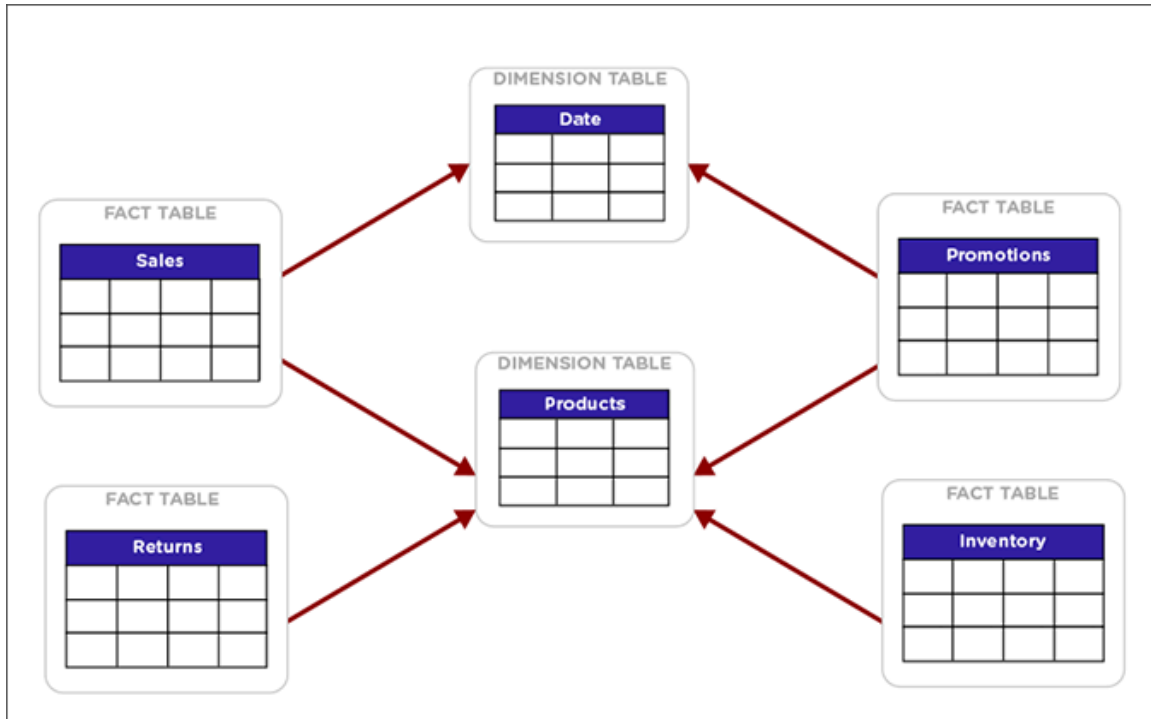 DIMENSION TABLE
Date
FACT TABLE
Sales
FACT TABLE
Promotions
DIMENSION TABLE
Products
FACT TABLE
Returns
FACT TABLE
Inventory